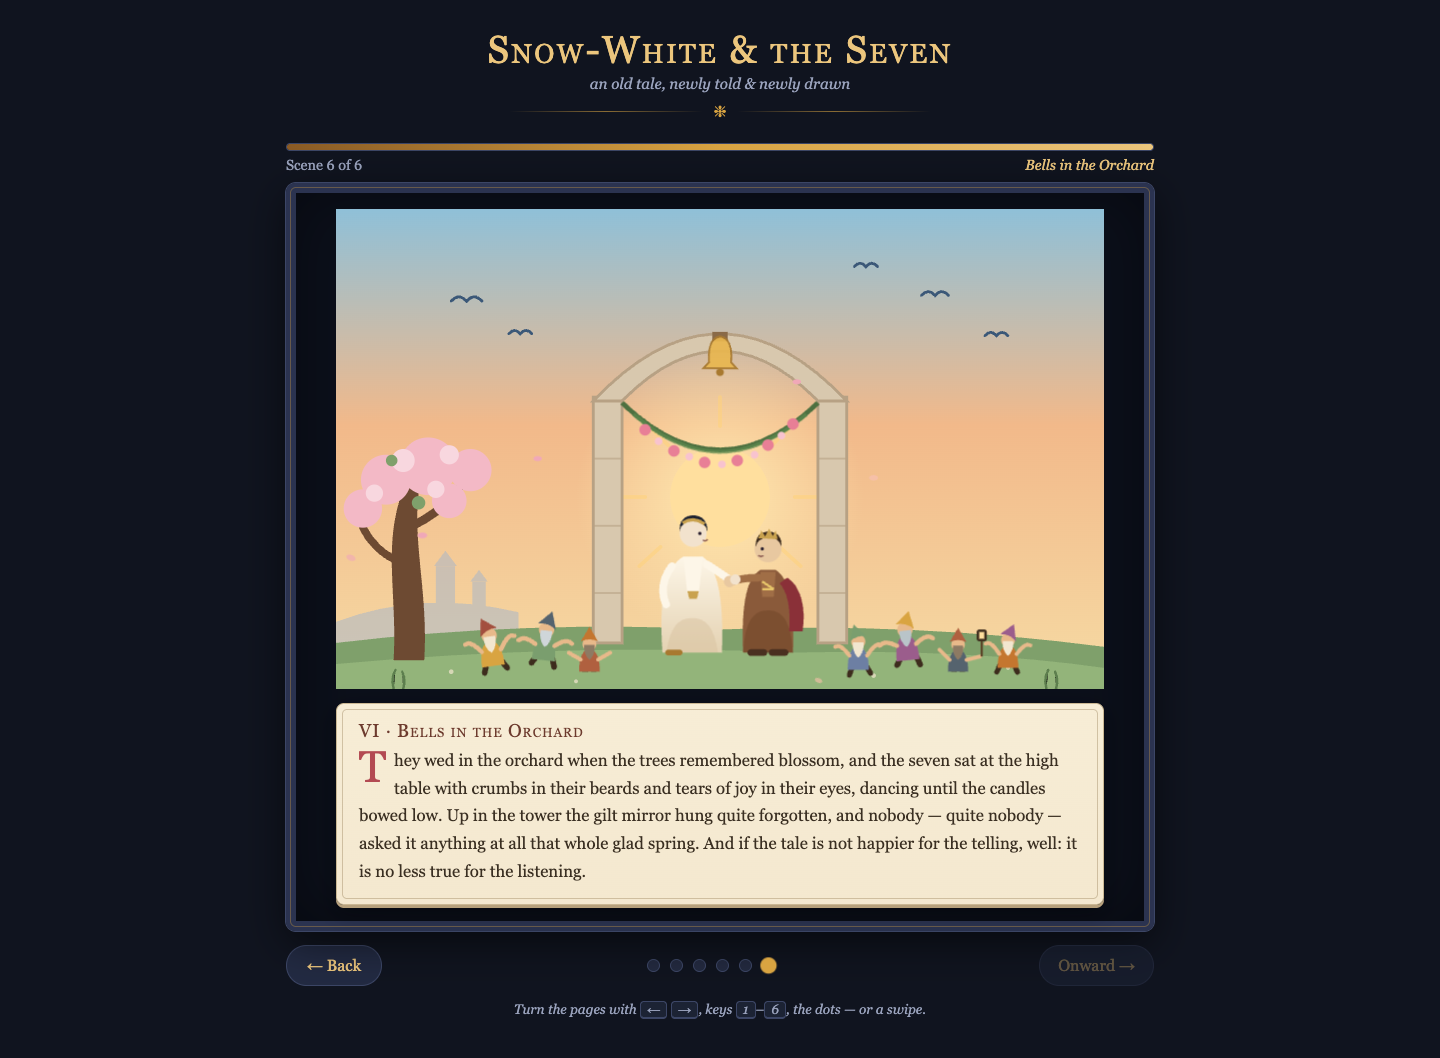 Snow-White & the Seven
an old tale, newly told & newly drawn
Scene 6 of 6
Bells in the Orchard
VI · Bells in the Orchard
They wed in the orchard when the trees remembered blossom, and the seven sat at the high
table with crumbs in their beards and tears of joy in their eyes, dancing until the candles
bowed low. Up in the tower the gilt mirror hung quite forgotten, and nobody — quite nobody —
asked it anything at all that whole glad spring. And if the tale is not happier for the telling, well: it
is no less true for the listening.
← Back
Onward →
Turn the pages with ← →, keys 1–6, the dots — or a swipe.